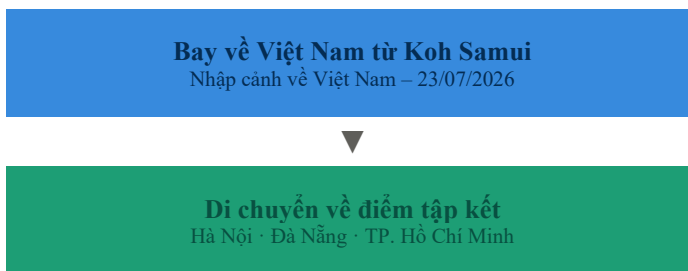 Bay về Việt Nam từ Koh Samui
Nhập cảnh về Việt Nam – 23/07/2026
Di chuyển về điểm tập kết
Hà Nội · Đà Nẵng · TP. Hồ Chí Minh